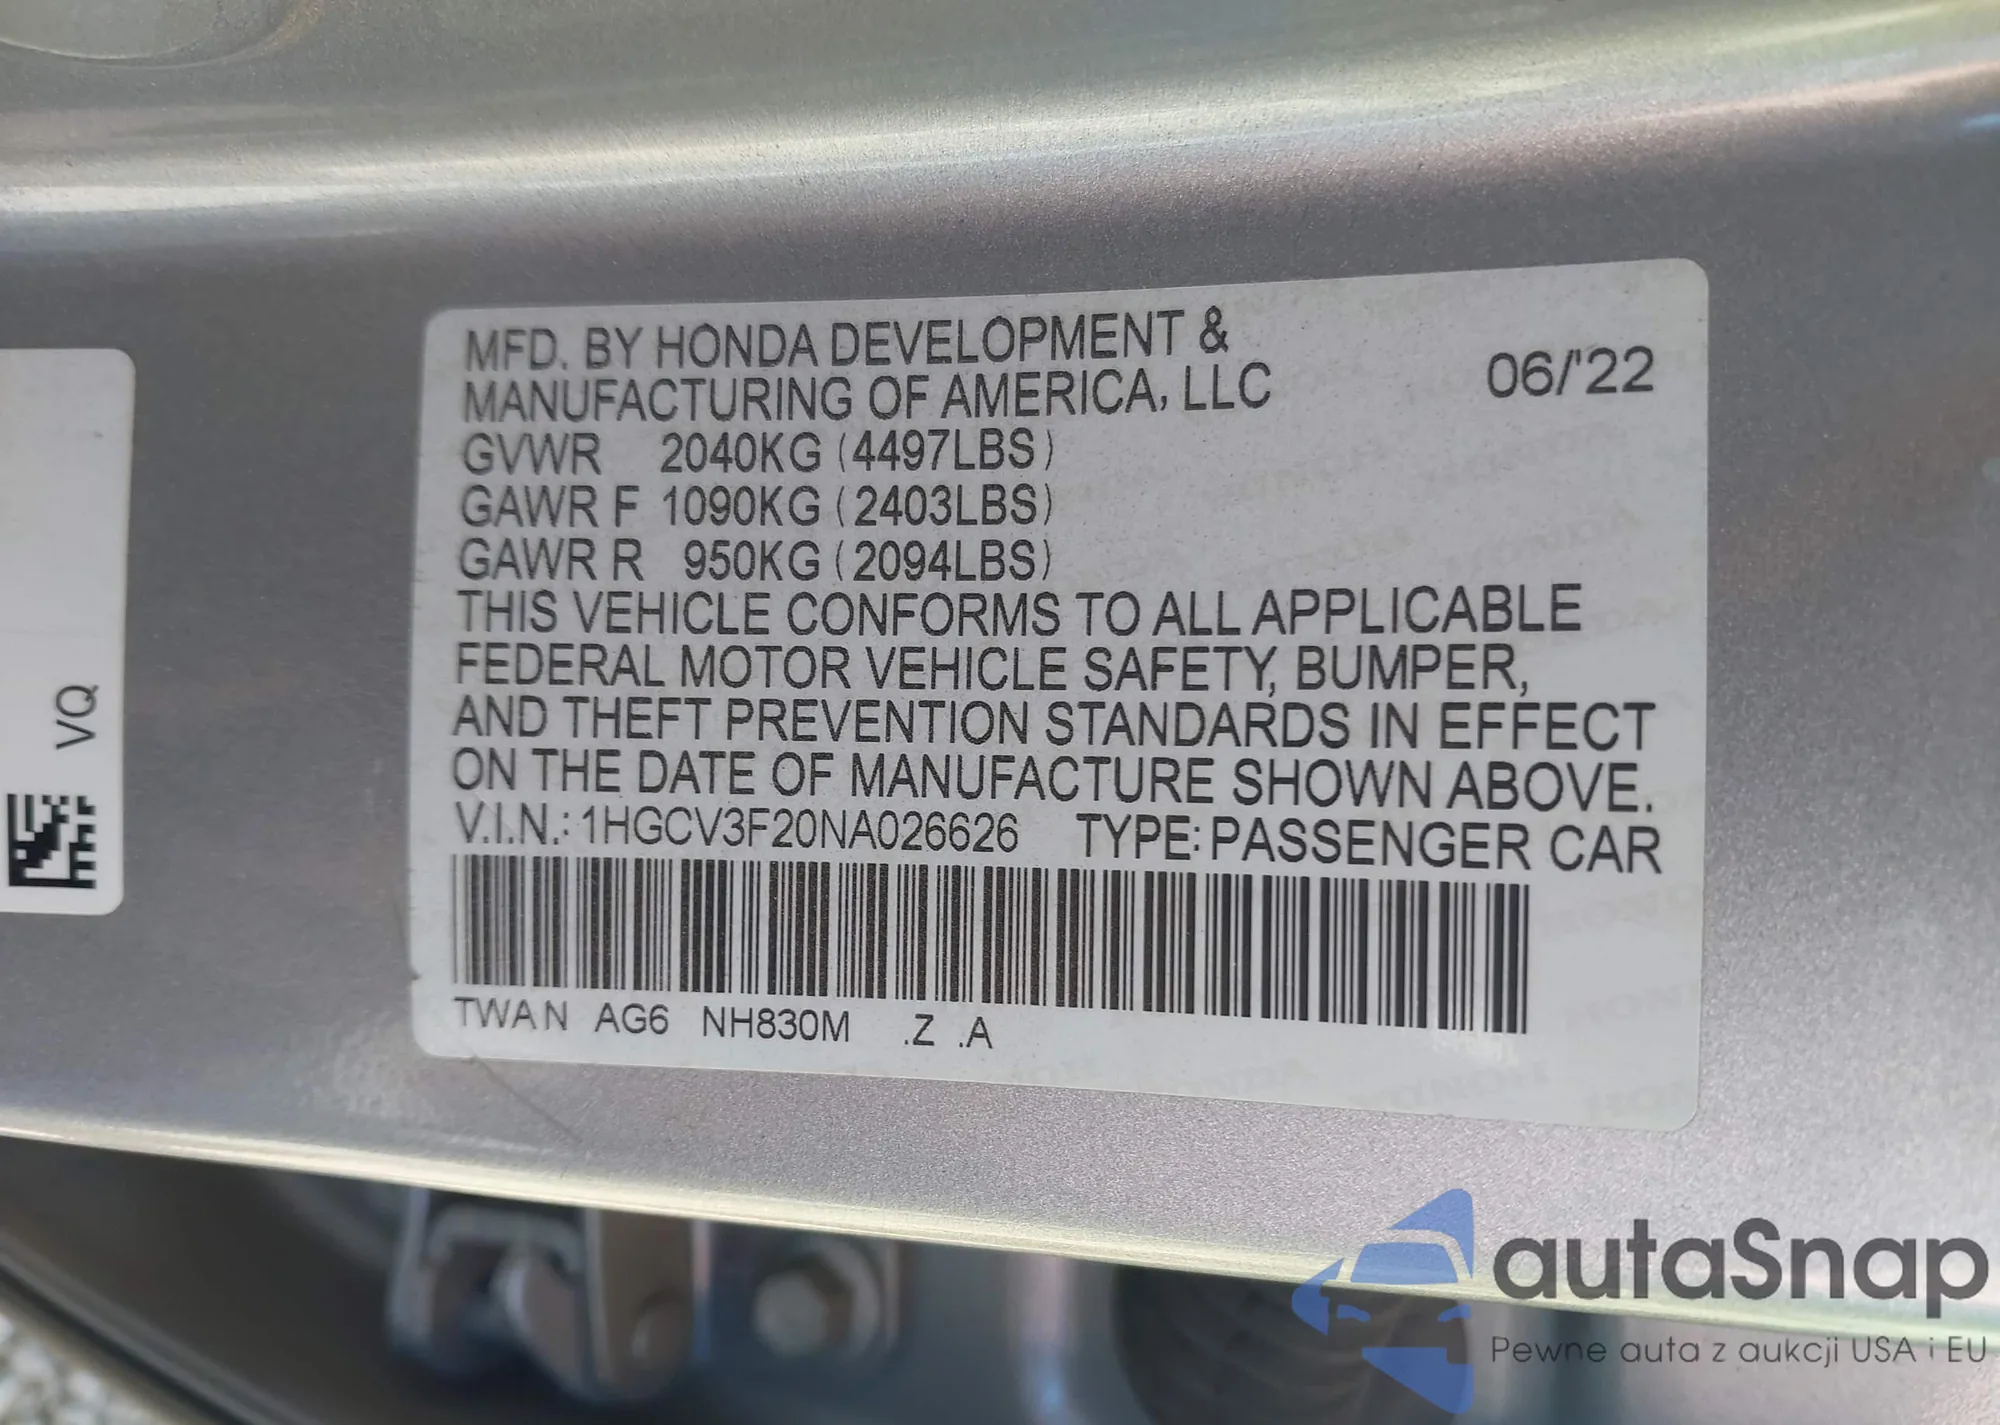 MFD. BY HONDA DEVELOPMENT &
MANUFACTURING OF AMERICA, LLC
06/'22
GVWR 2040KG (4497LBS)
GAWR F 1090KG (2403LBS)
GAWR R 950KG (2094LBS)
THIS VEHICLE CONFORMS TO ALL APPLICABLE
FEDERAL MOTOR VEHICLE SAFETY, BUMPER,
AND THEFT PREVENTION STANDARDS IN EFFECT
ON THE DATE OF MANUFACTURE SHOWN ABOVE.
V.I.N.: 1HGCV3F20NA026626 TYPE: PASSENGER CAR
TWAN AG6 NH830M .Z .A
VQ
autaSnap
Pewne auta z aukcji USA i EU